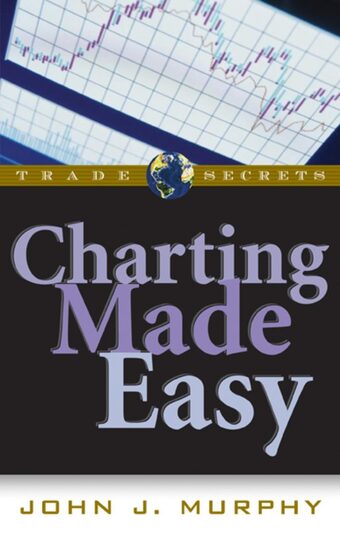 TRADE SECRETS
Charting
Made
Easy
JOHN J. MURPHY